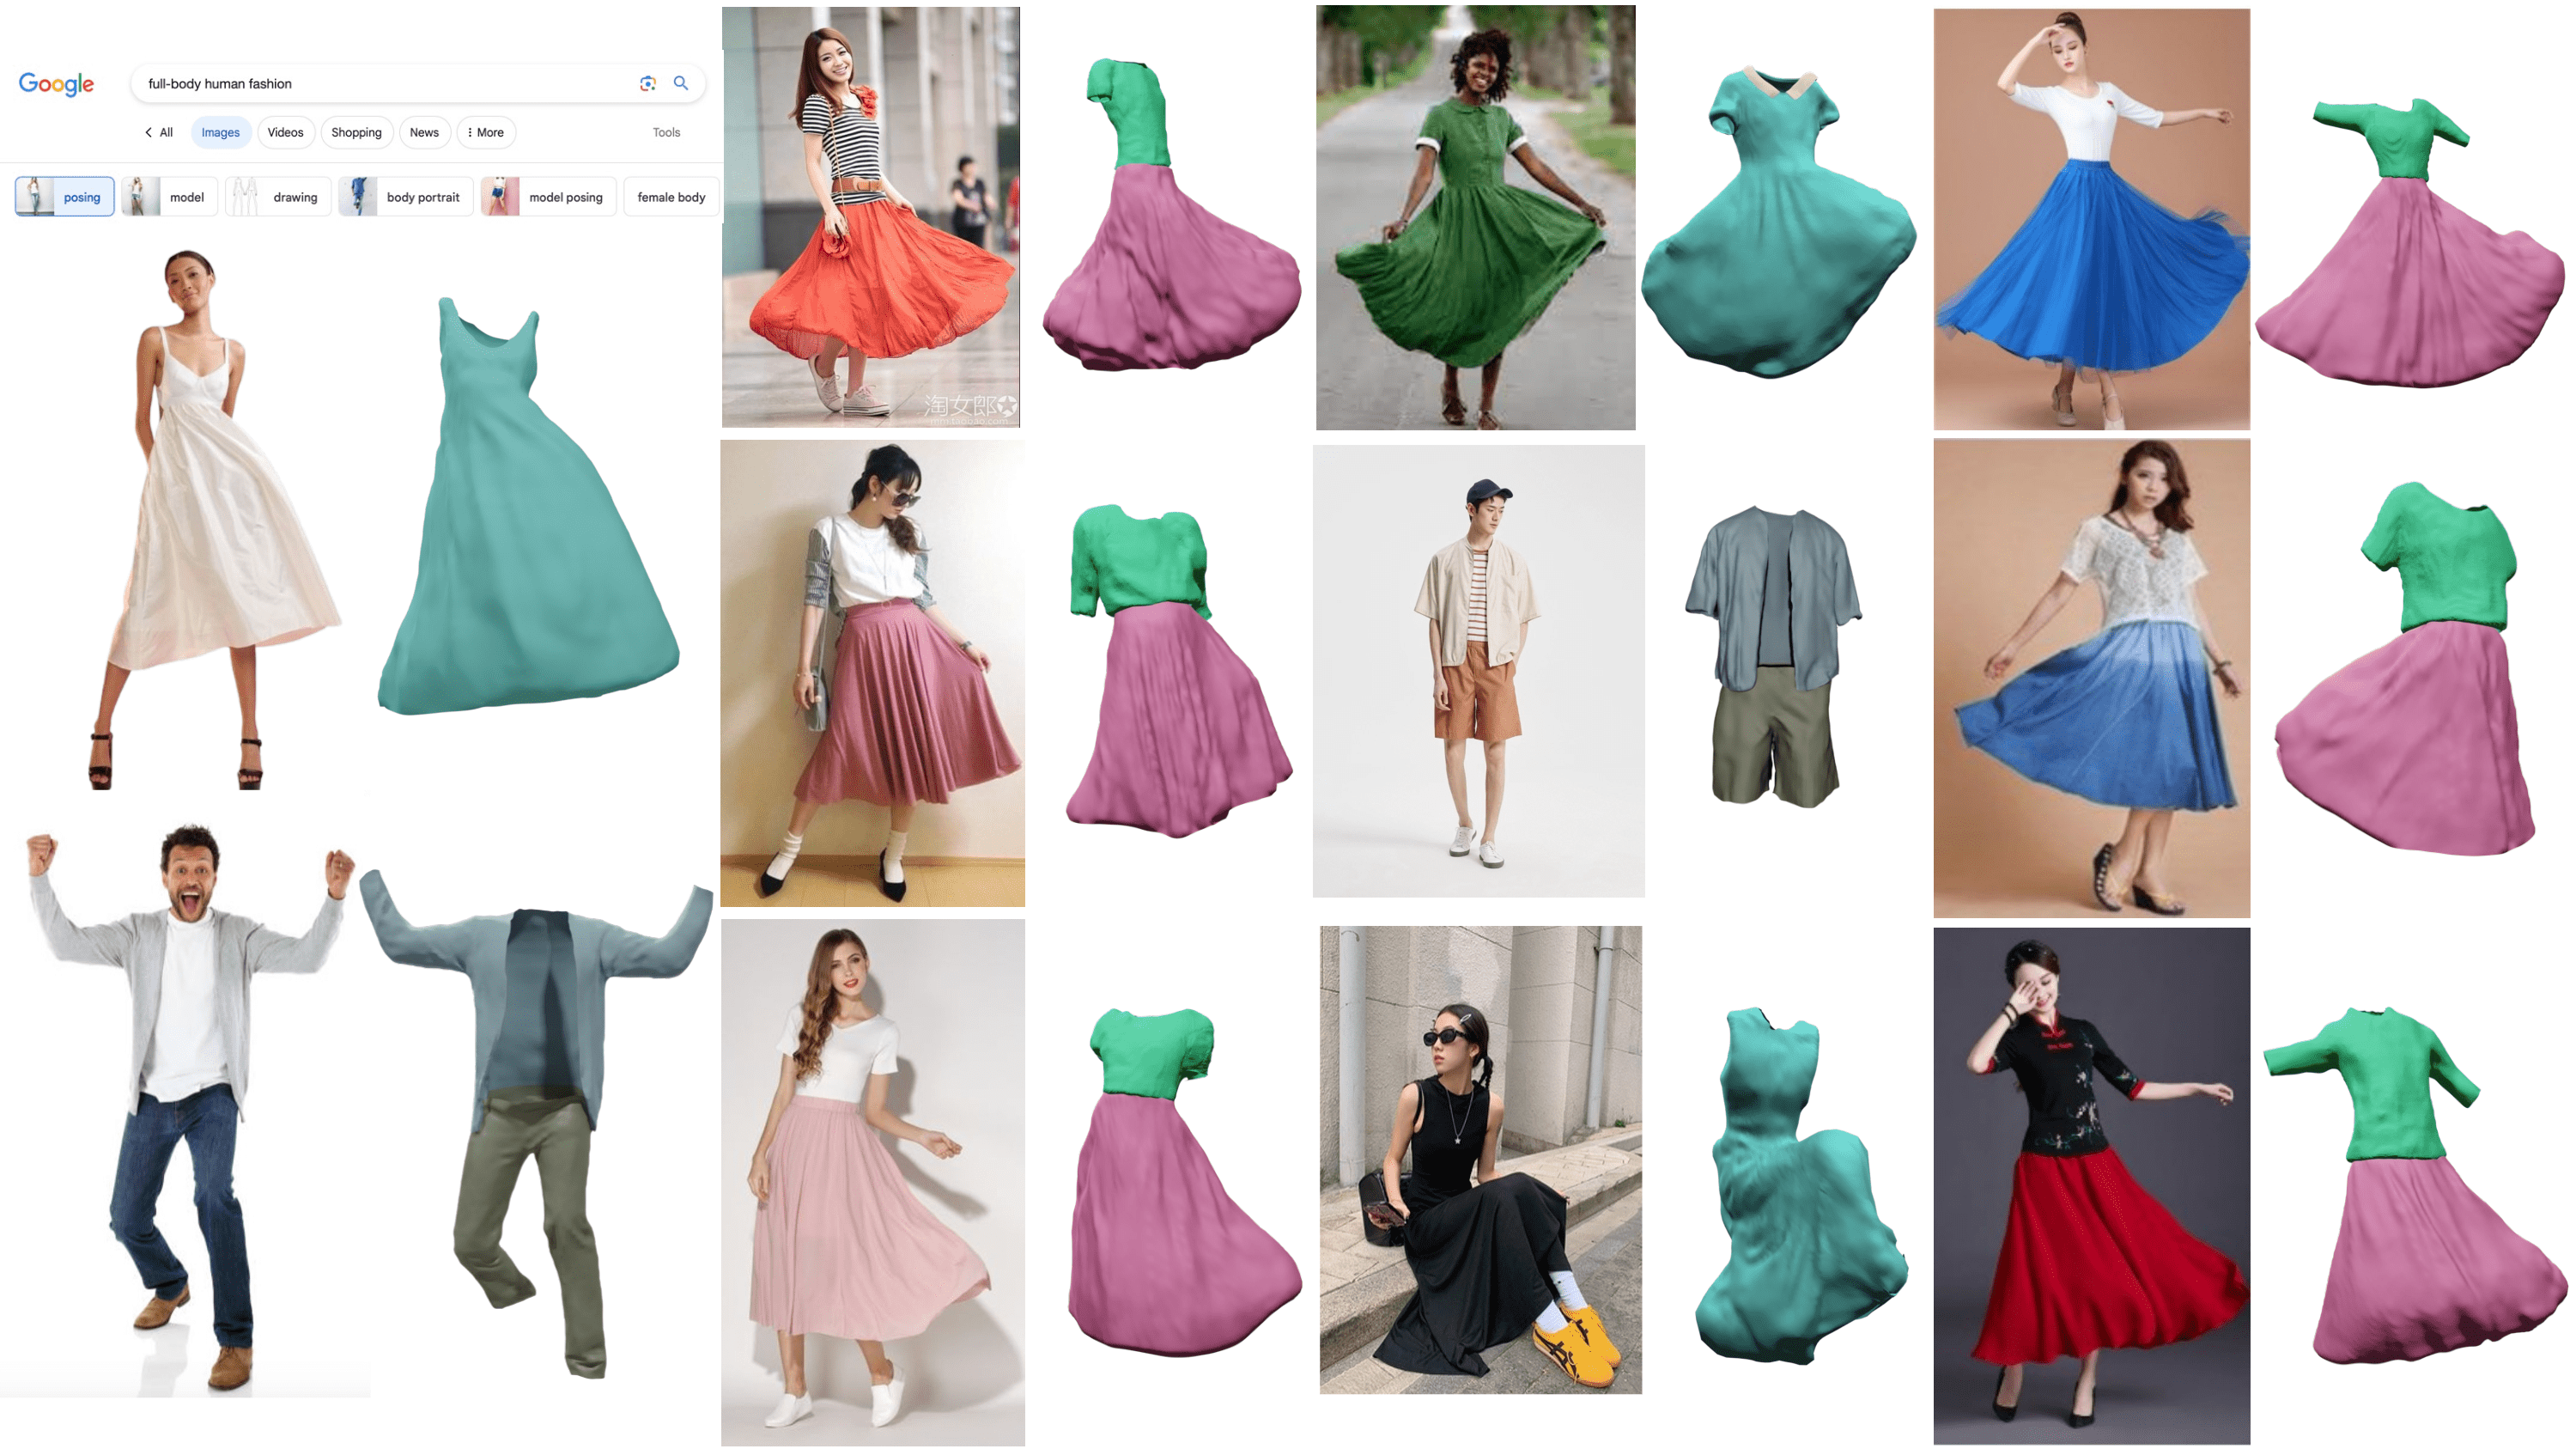 Google
full-body human fashion
All Images Videos Shopping News More Tools
posing model drawing body portrait model posing female body
淘女郎